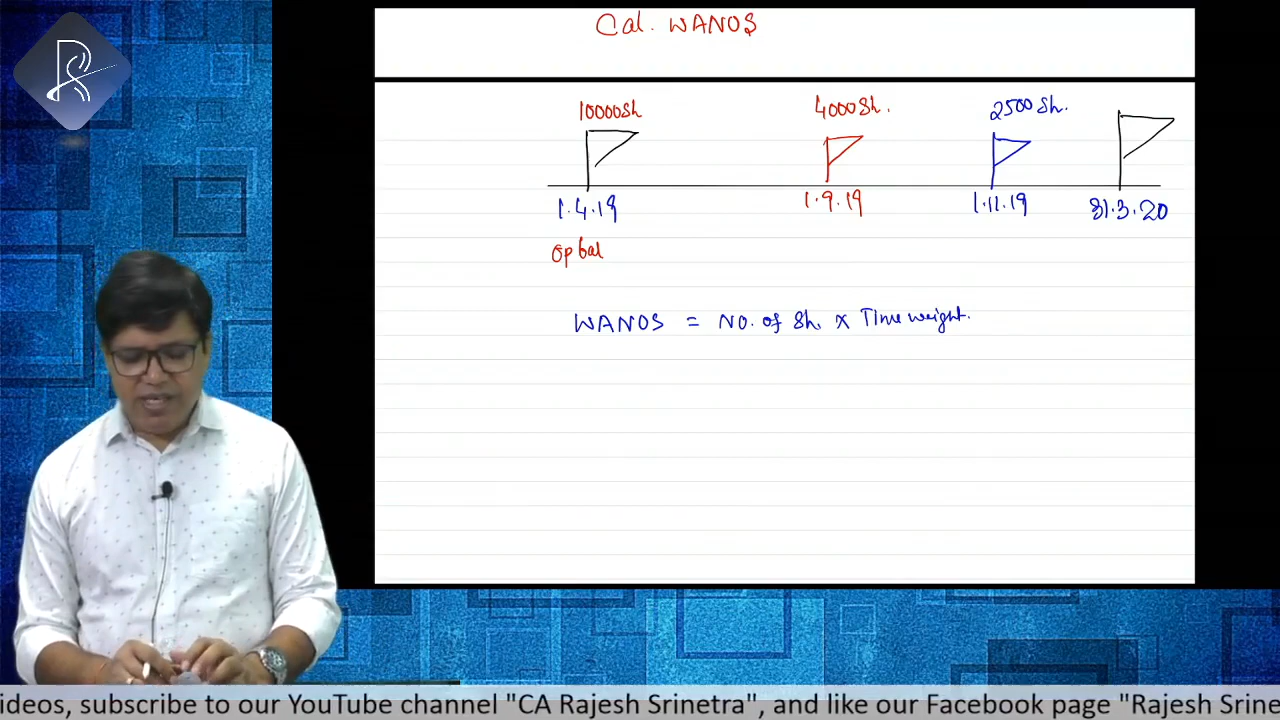 Cal. WANOS
10000Sh 4000Sh. 2500 Sh.
1.4.19 1.9.19 1.11.19 31.3.20
op bal
WANOS = NO. of Sh. x Time weight.
ideos, subscribe to our YouTube channel "CA Rajesh Srinetra", and like our Facebook page "Rajesh Srine